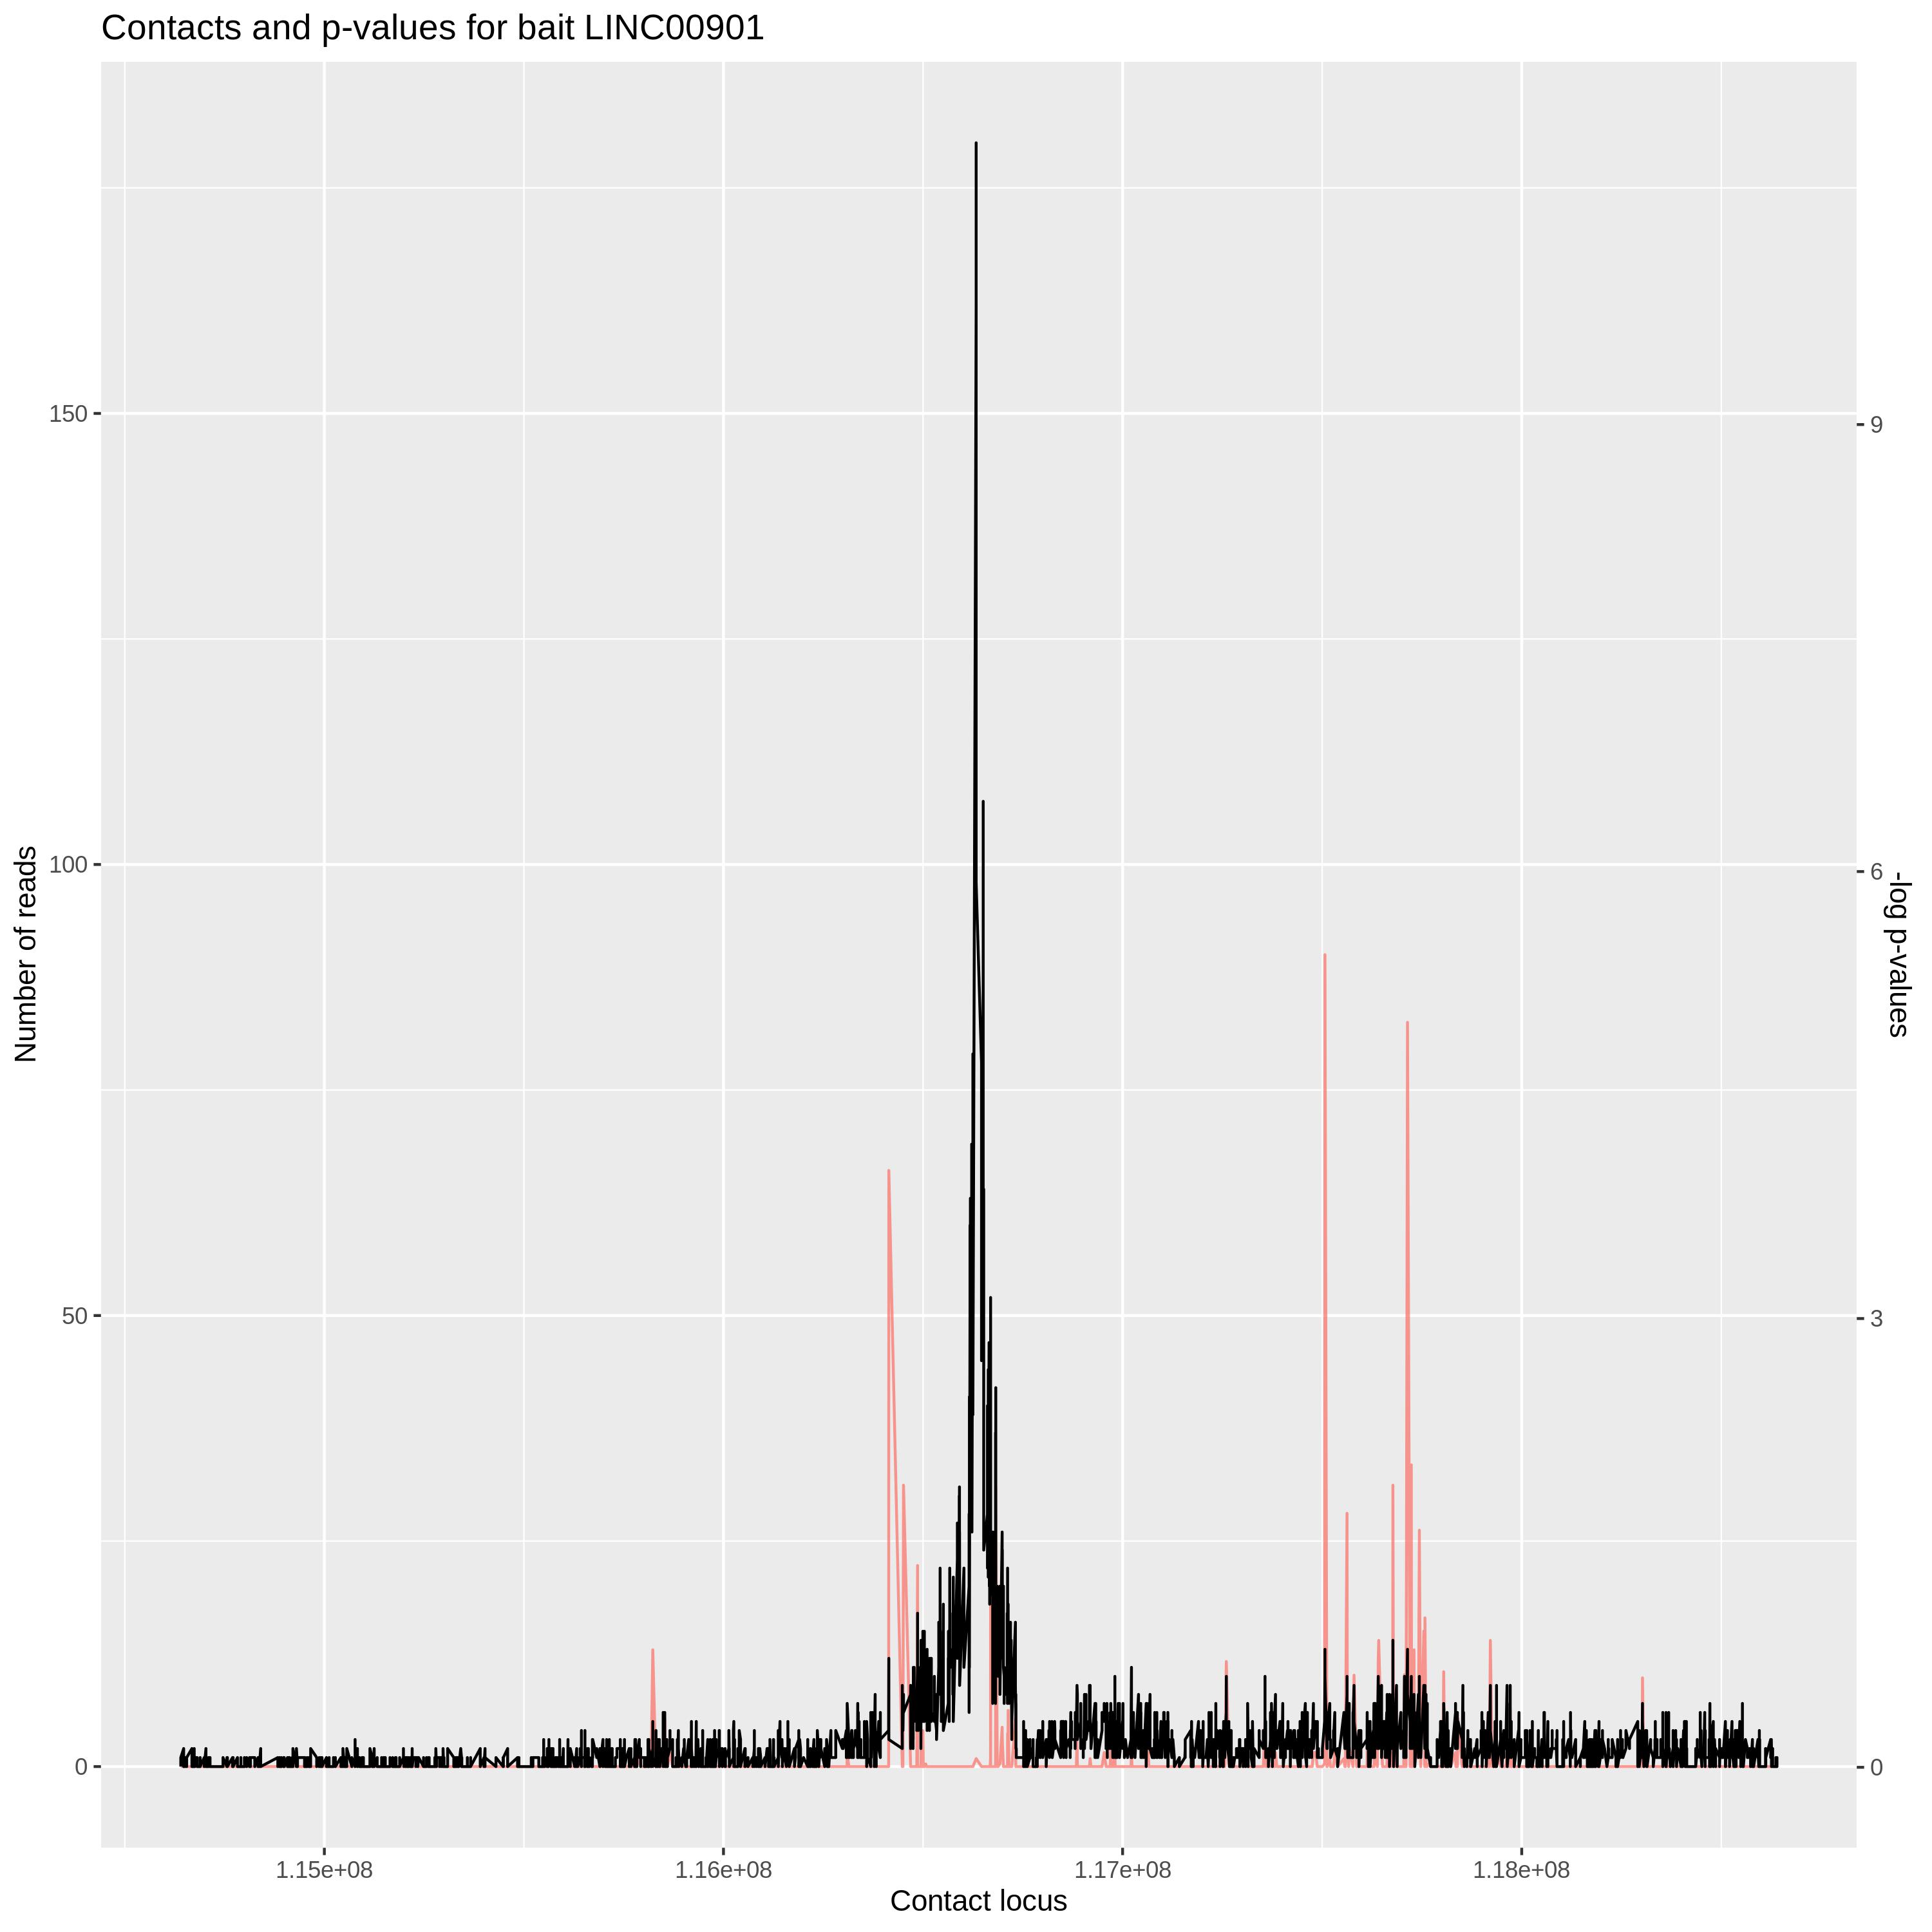 Contacts and p-values for bait LINC00901
Number of reads
150
100
50
0
9
6
3
0
-log p-values
1.15e+08
1.16e+08
1.17e+08
1.18e+08
Contact locus